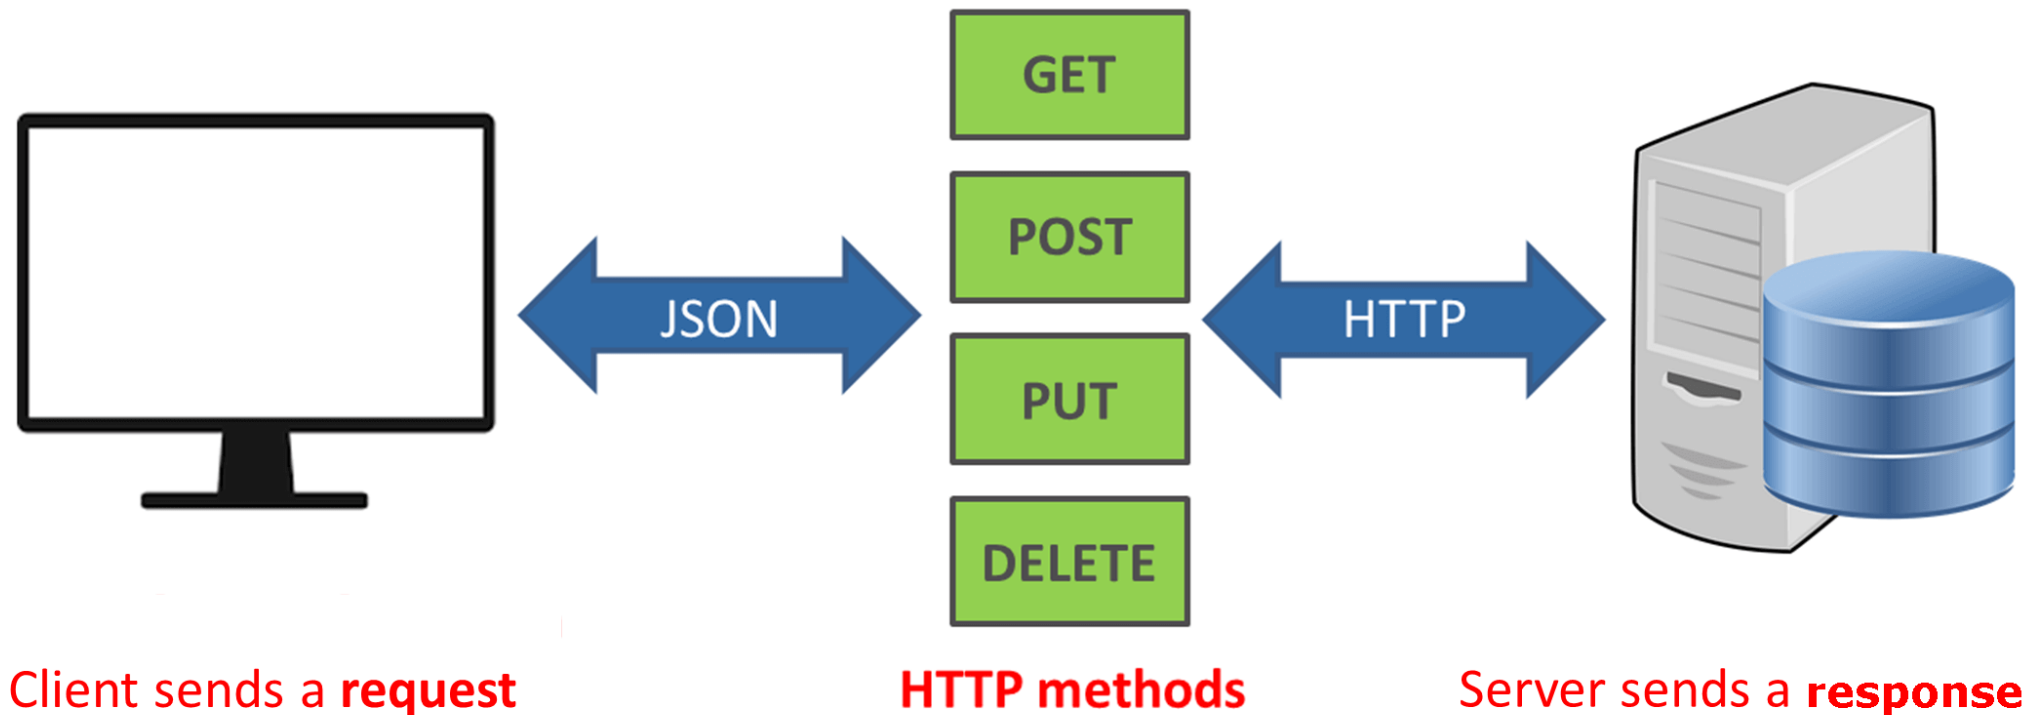 GET
POST
JSON
HTTP
PUT
DELETE
Client sends a request
HTTP methods
Server sends a response